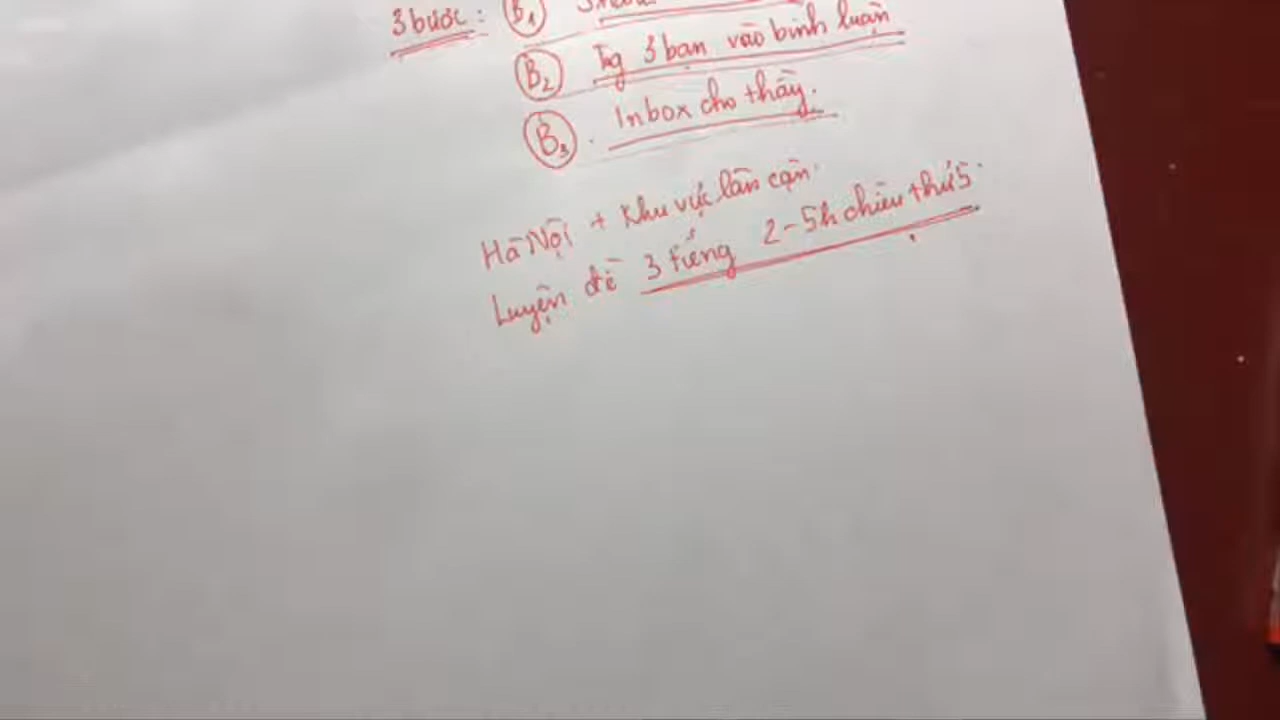 3 bước: B1
B2 Tag 3 bạn vào bình luận
B3. Inbox cho thầy.
Hà Nội + Khu vực lân cận.
Luyện đề 3 tiếng 2-5h chiều thứ 5.